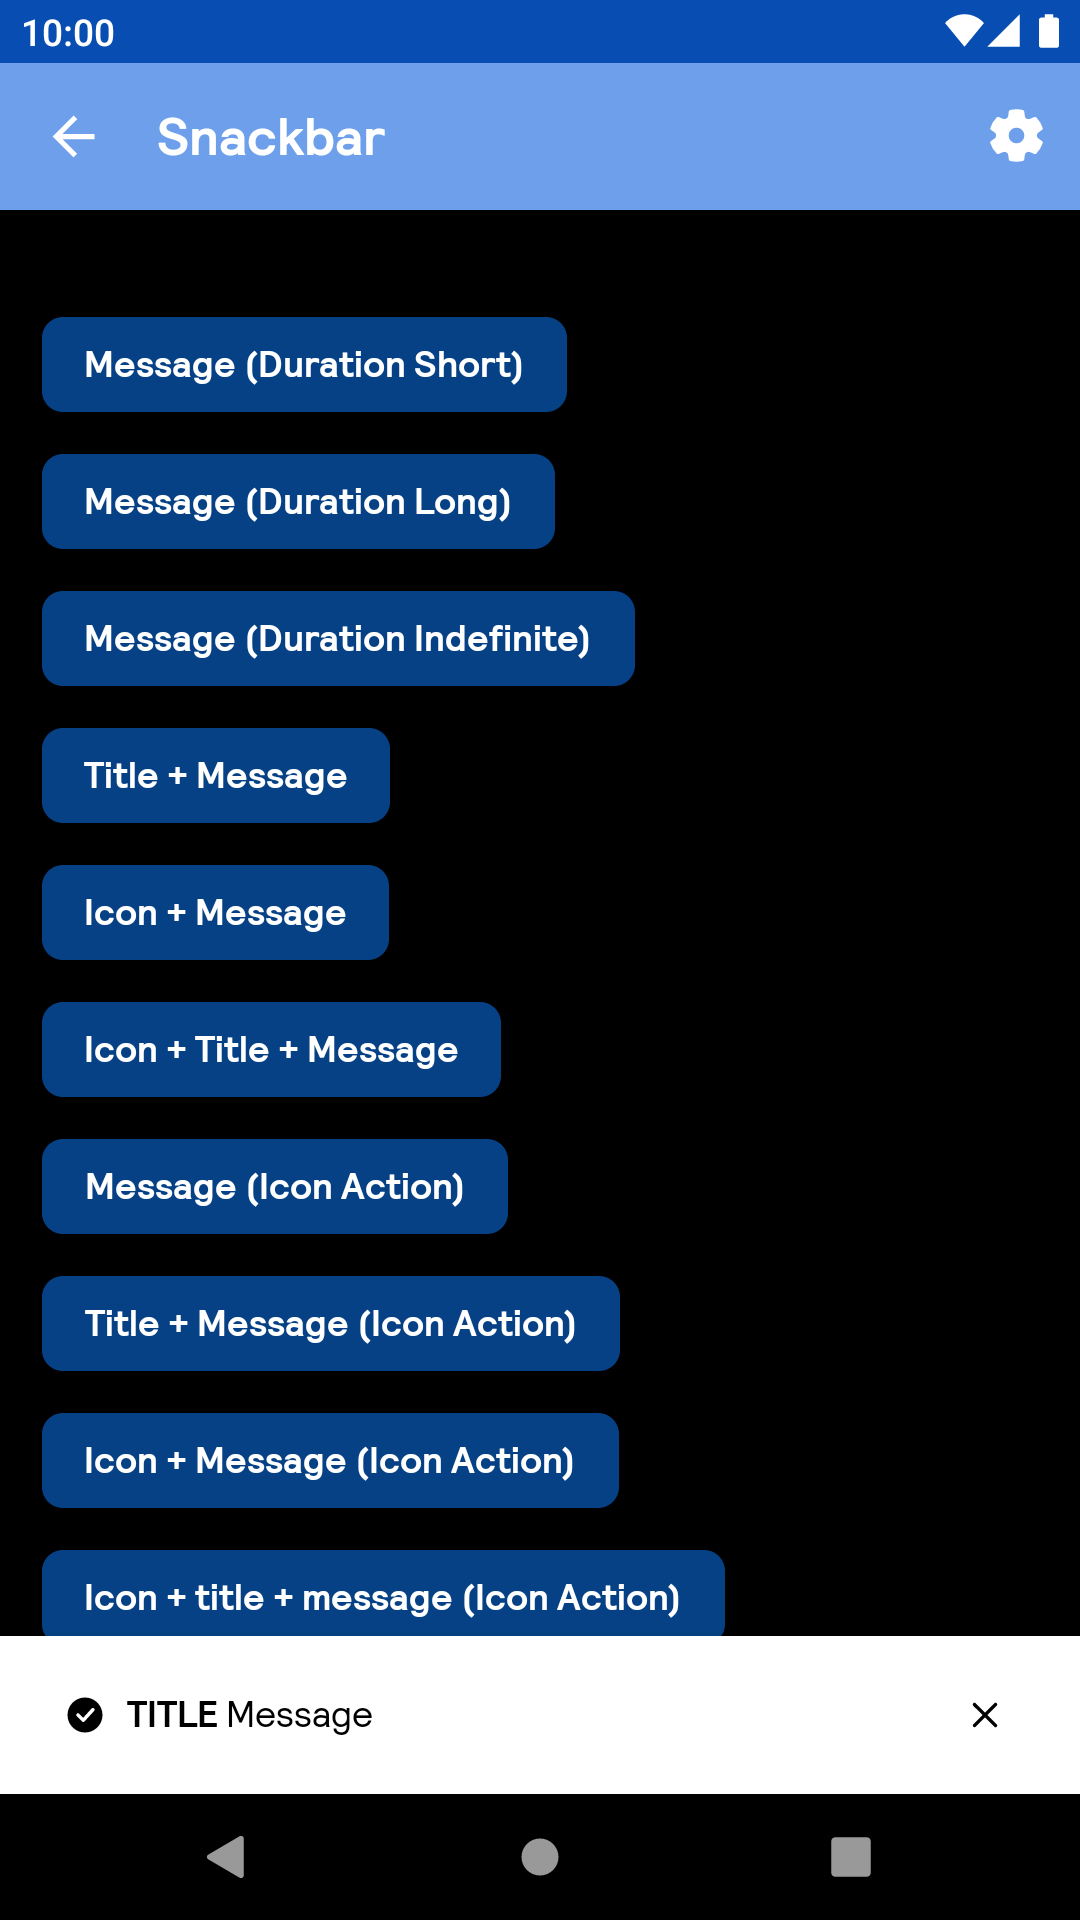 10:00
Snackbar
Message (Duration Short)
Message (Duration Long)
Message (Duration Indefinite)
Title + Message
Icon + Message
Icon + Title + Message
Message (Icon Action)
Title + Message (Icon Action)
Icon + Message (Icon Action)
Icon + title + message (Icon Action)
TITLE Message